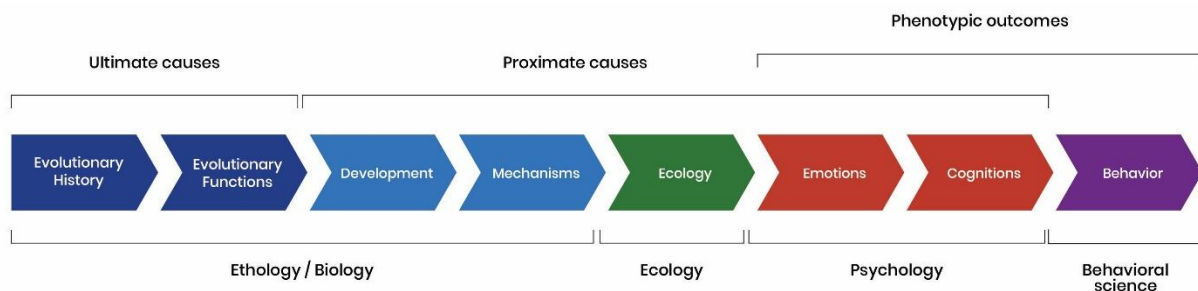 Phenotypic outcomes
Ultimate causes
Proximate causes
Evolutionary
History
Evolutionary
Functions
Development
Mechanisms
Ecology
Emotions
Cognitions
Behavior
Ethology / Biology
Ecology
Psychology
Behavioral
science